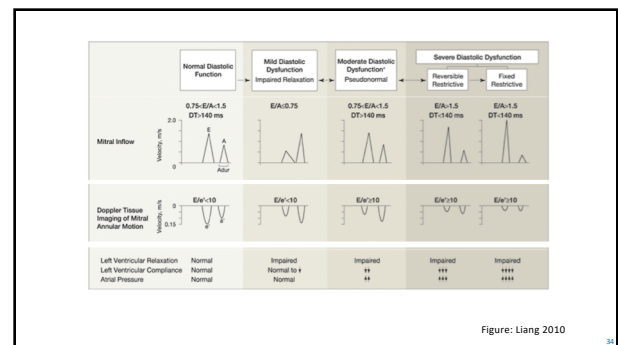 Normal Diastolic
Function
Mild Diastolic
Dysfunction
Impaired Relaxation
Moderate Diastolic
Dysfunction*
Pseudonormal
Severe Diastolic Dysfunction
Reversible
Restrictive
Fixed
Restrictive
Mitral Inflow
0.75<E/A<1.5
DT>140 ms
E/A≤0.75
0.75<E/A<1.5
DT>140 ms
E/A>1.5
DT<140 ms
E/A>1.5
DT<140 ms
Velocity, m/s
2.0
0
E
A
Adur
Doppler Tissue
Imaging of Mitral
Annular Motion
Velocity, m/s
0
0.15
E/e'<10
E/e'<10
E/e'≥10
E/e'≥10
E/e'≥10
Left Ventricular Relaxation Normal Impaired Impaired Impaired Impaired
Left Ventricular Compliance Normal Normal to
Atrial Pressure Normal Normal
Figure: Liang 2010
34